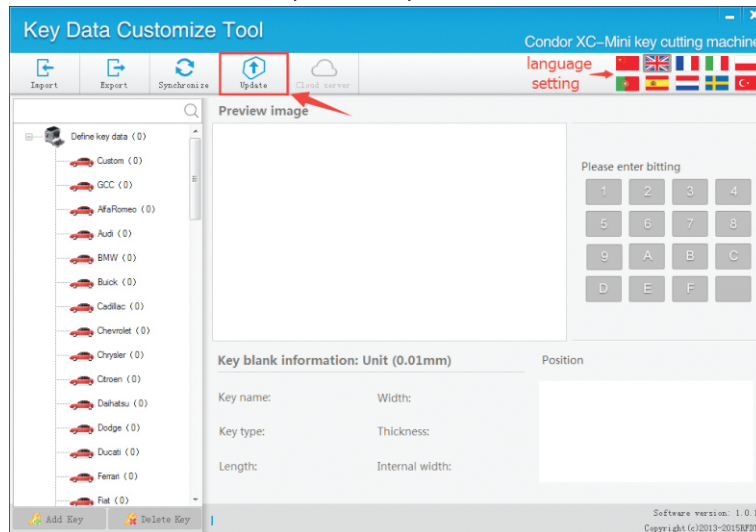 Key Data Customize Tool
Condor XC-Mini key cutting machine
Import
Export
Synchronize
Update
Cloud server
language
setting
Preview image
Define key data (0)
Custom (0)
GCC (0)
AlfaRomeo (0)
Audi (0)
BMW (0)
Buick (0)
Cadillac (0)
Chevrolet (0)
Chrysler (0)
Citroen (0)
Daihatsu (0)
Dodge (0)
Ducati (0)
Ferrari (0)
Fiat (0)
Add Key
Delete Key
Please enter bitting
1 2 3 4
5 6 7 8
9 A B C
D E F
Key blank information: Unit (0.01mm)
Position
Key name:
Width:
Key type:
Thickness:
Length:
Internal width:
Software version: 1.0
Copyright(c)2013-2015